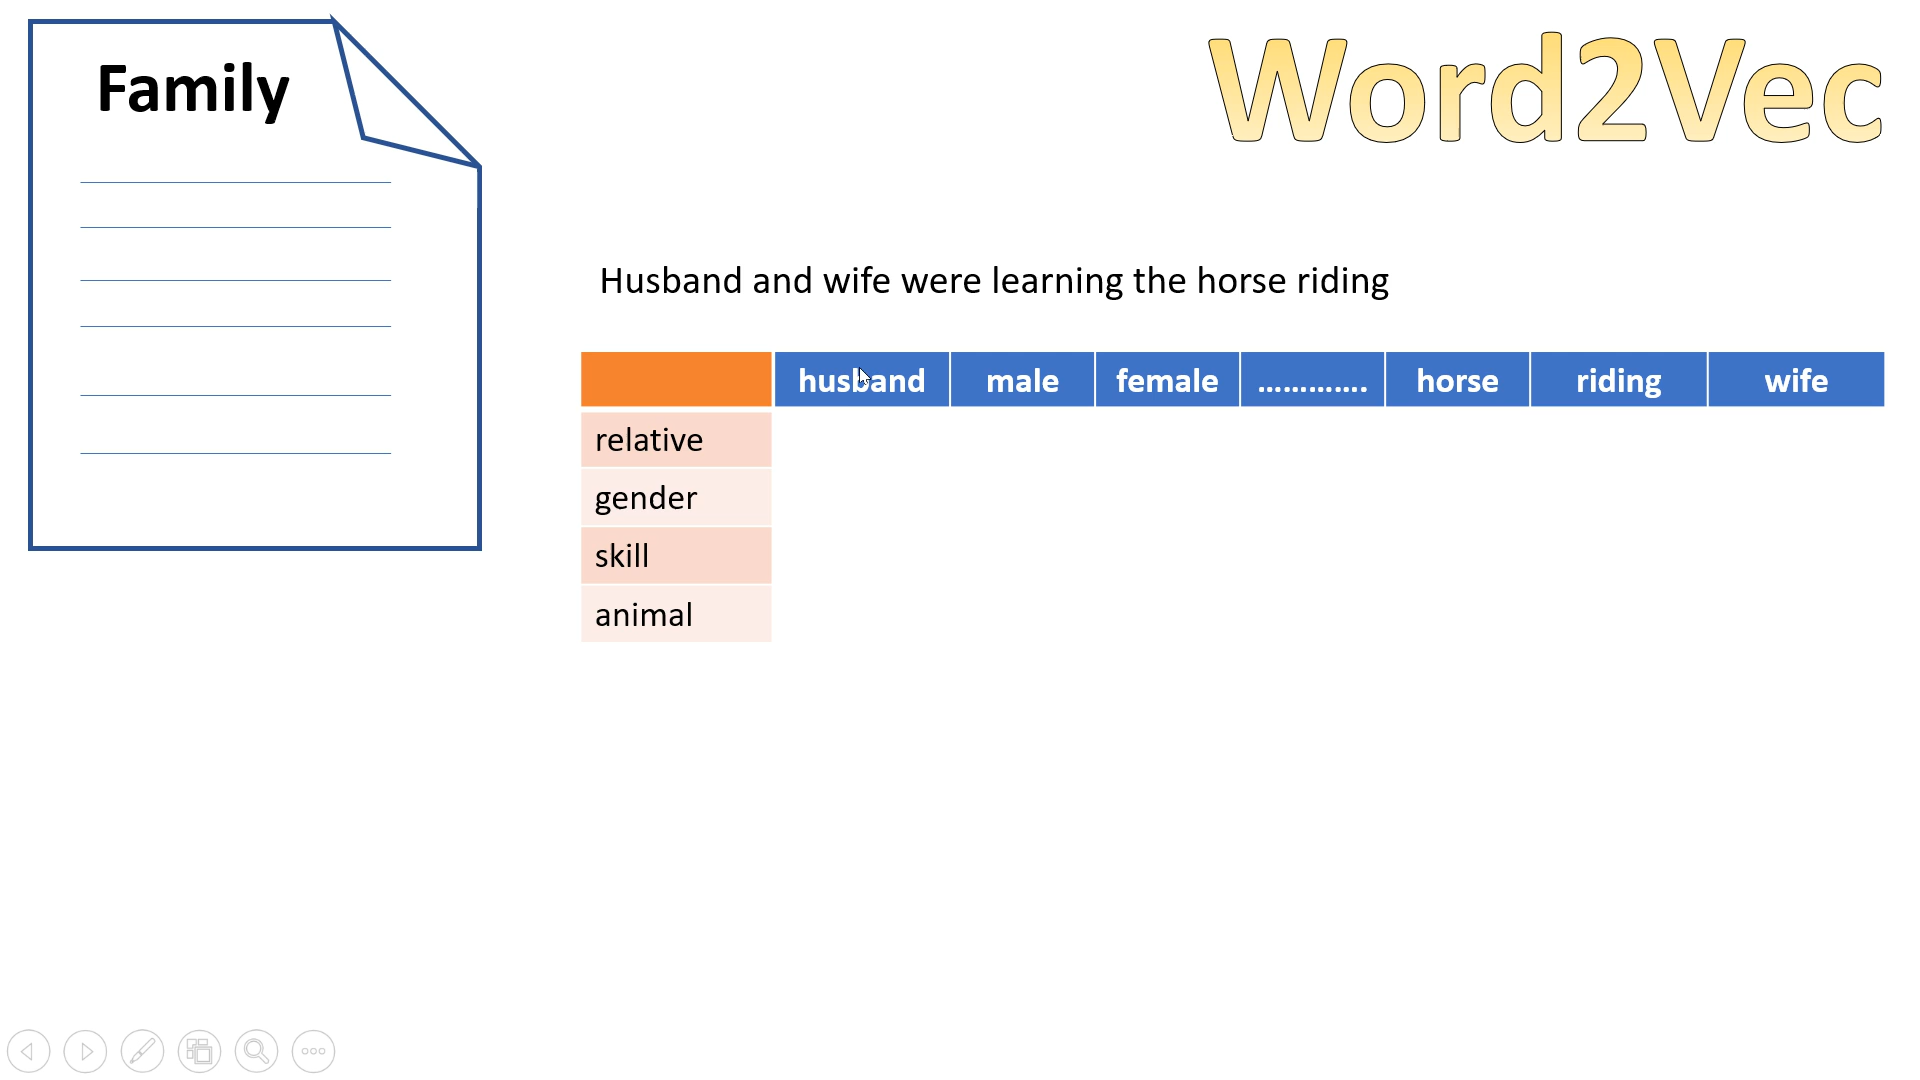 Family
Word2Vec
Husband and wife were learning the horse riding
husband male female …………. horse riding wife
relative
gender
skill
animal